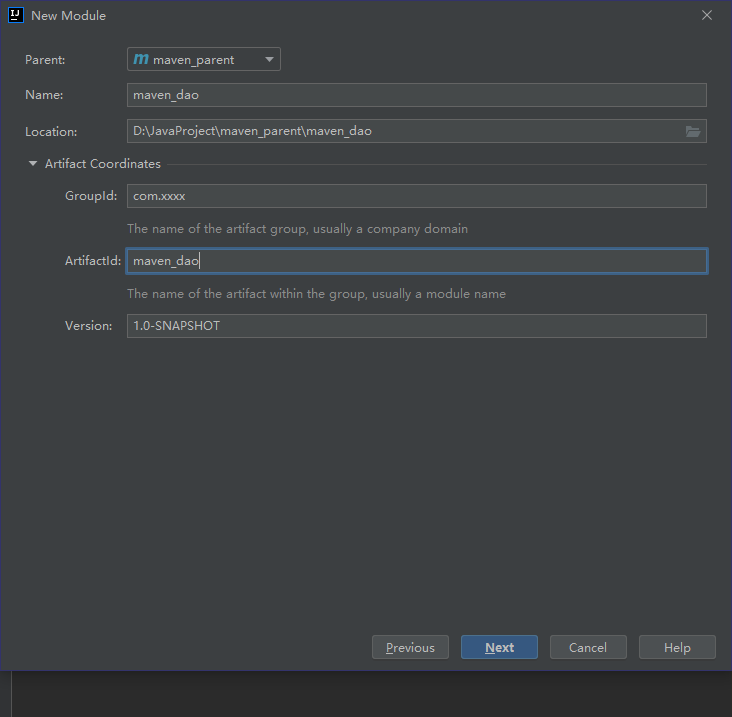 IJ New Module
Parent: m maven_parent
Name: maven_dao
Location: D:\JavaProject\maven_parent\maven_dao
Artifact Coordinates
GroupId: com.xxxx
The name of the artifact group, usually a company domain
ArtifactId: maven_dao
The name of the artifact within the group, usually a module name
Version: 1.0-SNAPSHOT
Previous Next Cancel Help